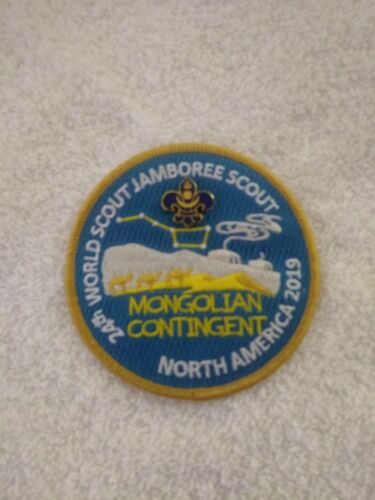 24th WORLD SCOUT JAMBOREE SCOUT
MONGOLIAN
CONTINGENT
NORTH AMERICA 2019